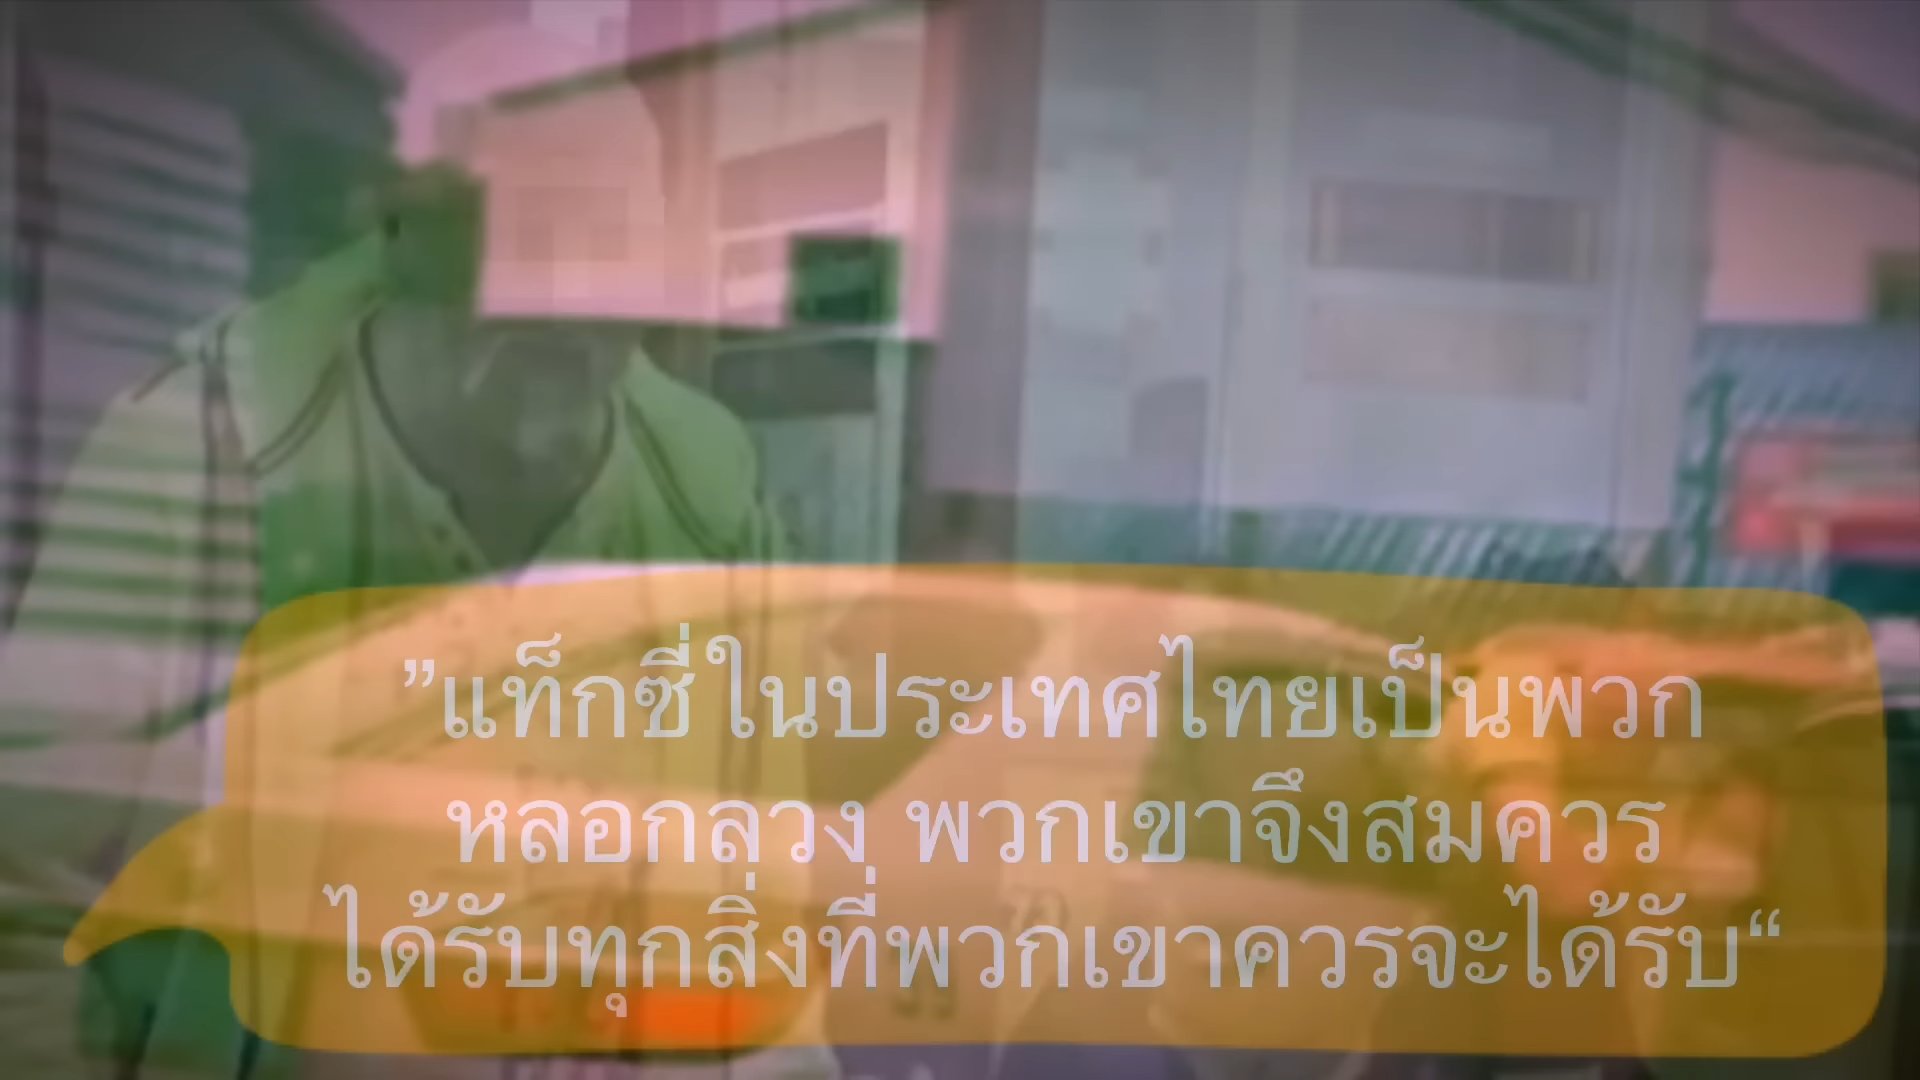 ”แท็กซี่ในประเทศไทยเป็นพวก
หลอกลวง พวกเขาจึงสมควร
ได้รับทุกสิ่งที่พวกเขาควรจะได้รับ“